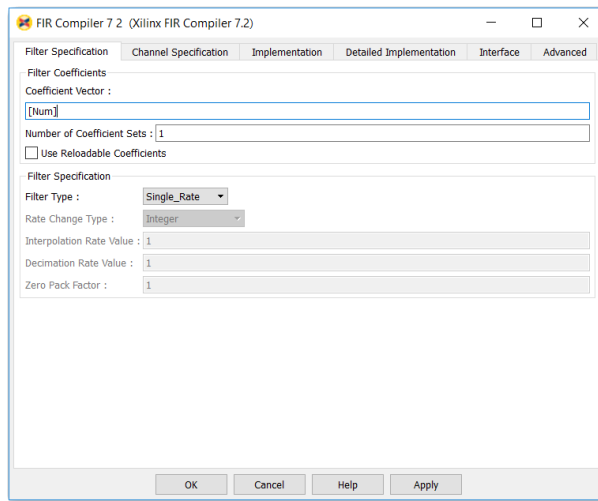 FIR Compiler 7 2 (Xilinx FIR Compiler 7.2)
Filter Specification Channel Specification Implementation Detailed Implementation Interface Advanced
Filter Coefficients
Coefficient Vector :
[Num]
Number of Coefficient Sets : 1
Use Reloadable Coefficients
Filter Specification
Filter Type : Single_Rate
Rate Change Type : Integer
Interpolation Rate Value : 1
Decimation Rate Value : 1
Zero Pack Factor : 1
OK Cancel Help Apply